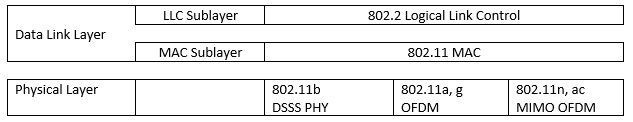 LLC Sublayer 802.2 Logical Link Control
Data Link Layer
MAC Sublayer 802.11 MAC
Physical Layer 802.11b 802.11a, g 802.11n, ac
DSSS PHY OFDM MIMO OFDM